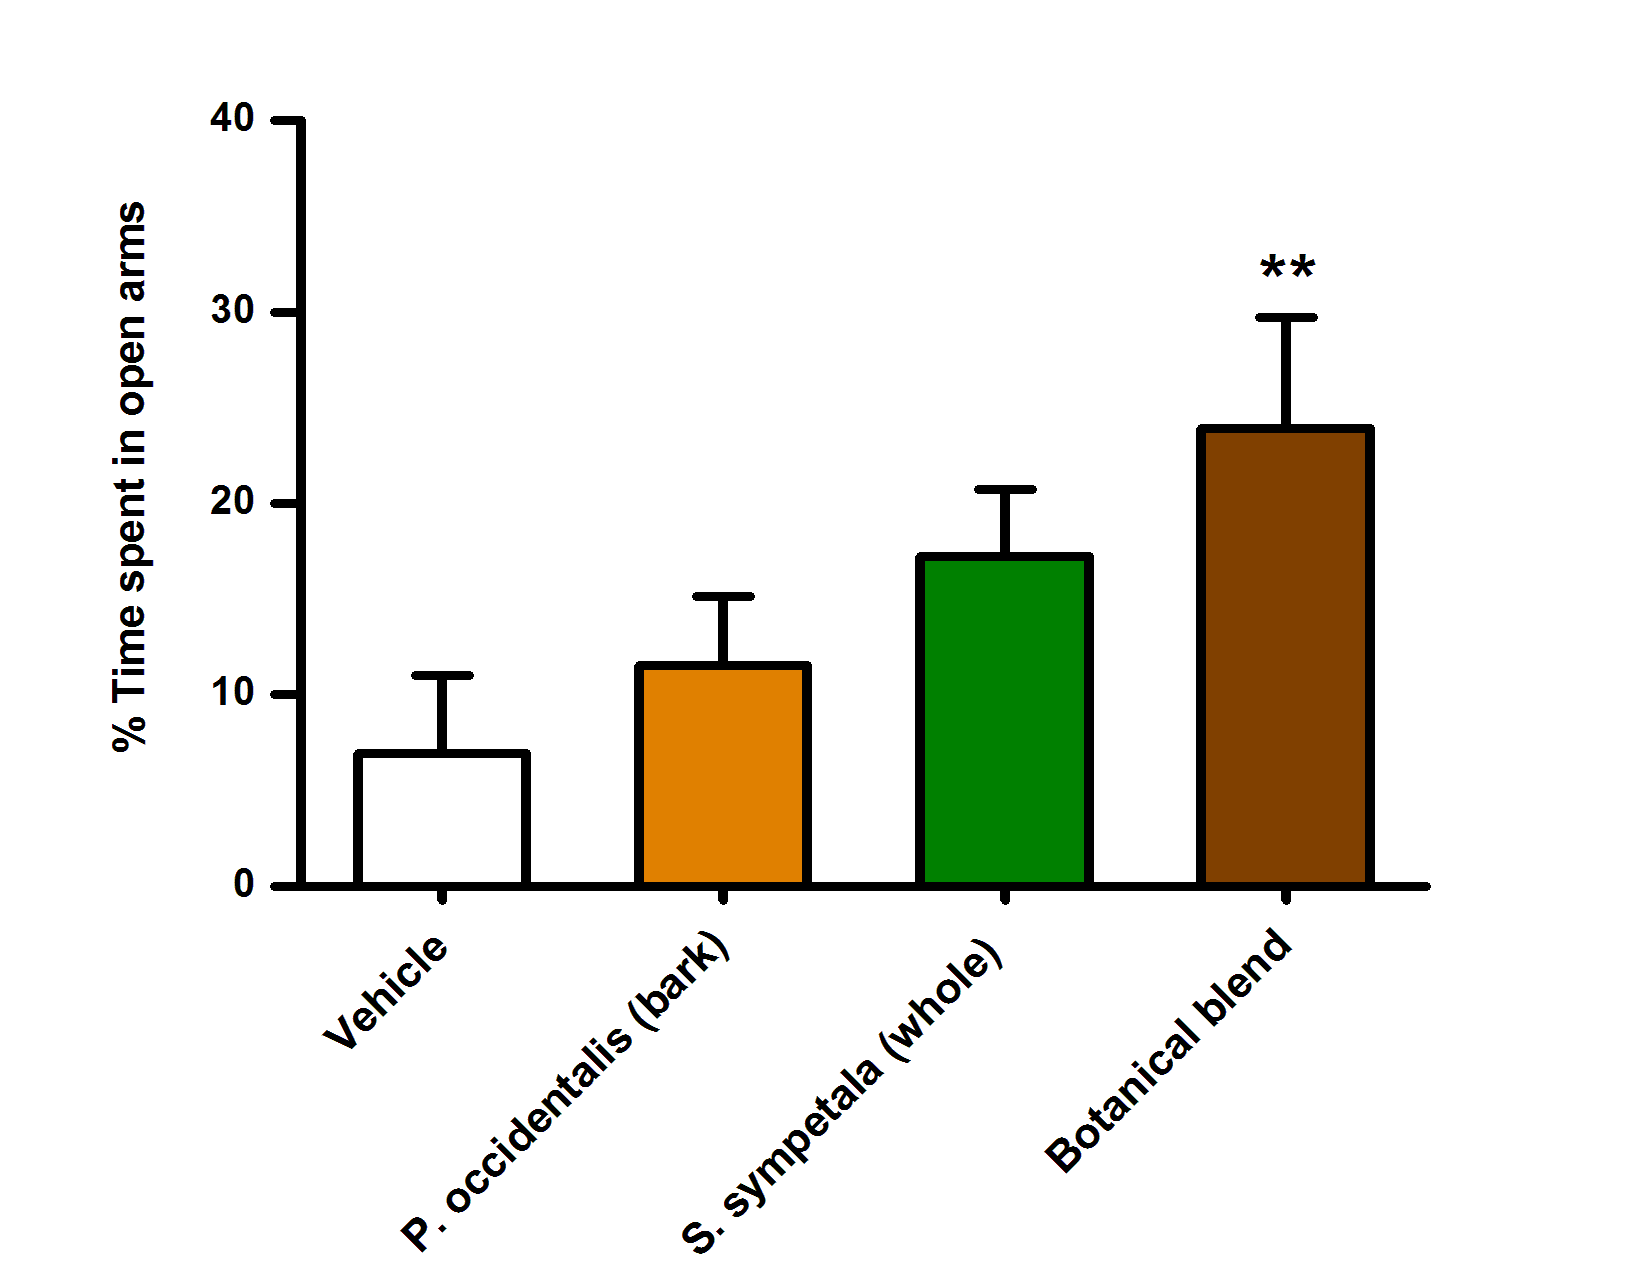 % Time spent in open arms
40
30
20
10
0
**
Vehicle
P. occidentalis (bark)
S. sympetala (whole)
Botanical blend